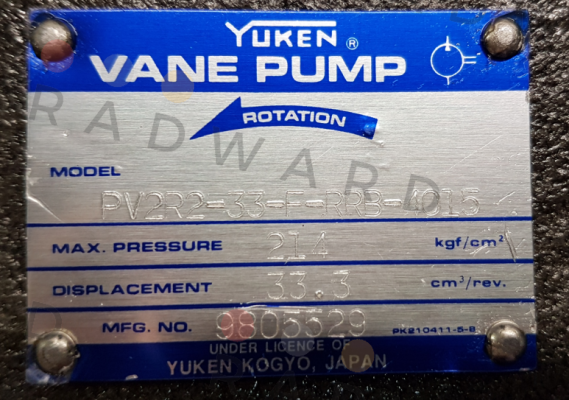 YUKEN ®
VANE PUMP
ROTATION
RADWARD
MODEL
PV2R2-33-F-RRB-4015
MAX. PRESSURE 214 kgf/cm²
DISPLACEMENT 33.3 cm³/rev.
MFG. NO. 9805529 PK210411-5-2
UNDER LICENCE OF
YUKEN KOGYO, JAPAN